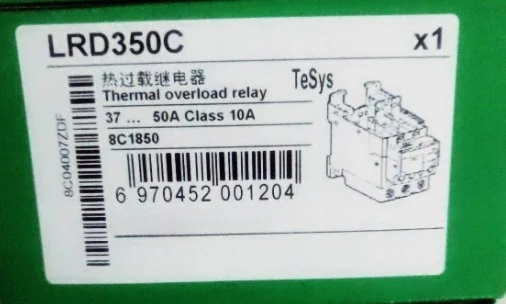 LRD350C x1
热过载继电器
TeSys
Thermal overload relay
37 ... 50A Class 10A
8C1850
8C04007ZDF
6 970452 001204